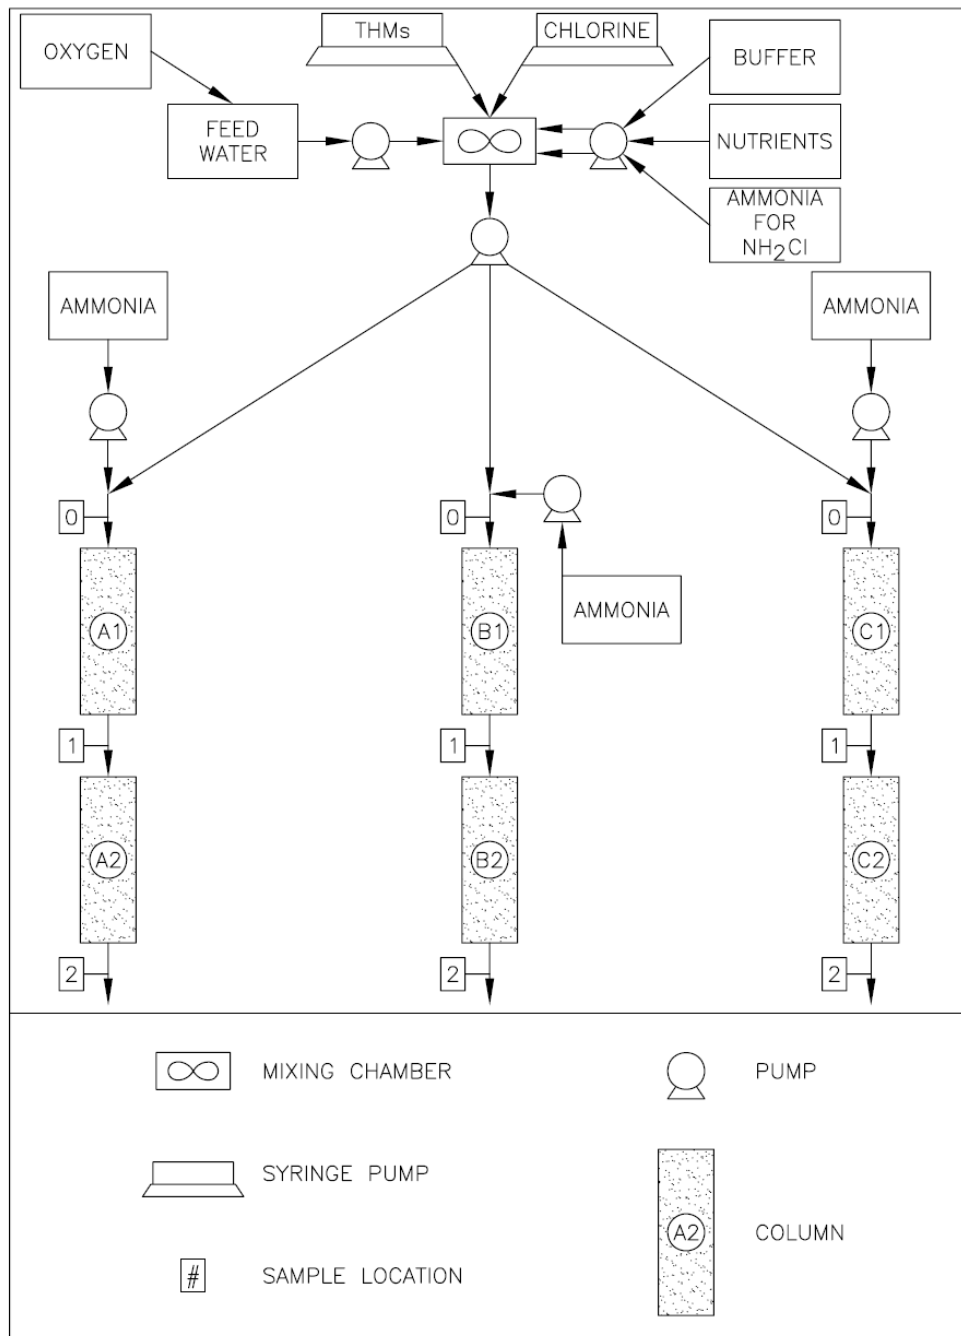 THMs
CHLORINE
OXYGEN
BUFFER
FEED
WATER
NUTRIENTS
AMMONIA
FOR
NH₂Cl
AMMONIA
AMMONIA
0
0
0
A1
B1
AMMONIA
C1
1
1
1
A2
B2
C2
2
2
2
MIXING CHAMBER
PUMP
SYRINGE PUMP
A2
COLUMN
#
SAMPLE LOCATION